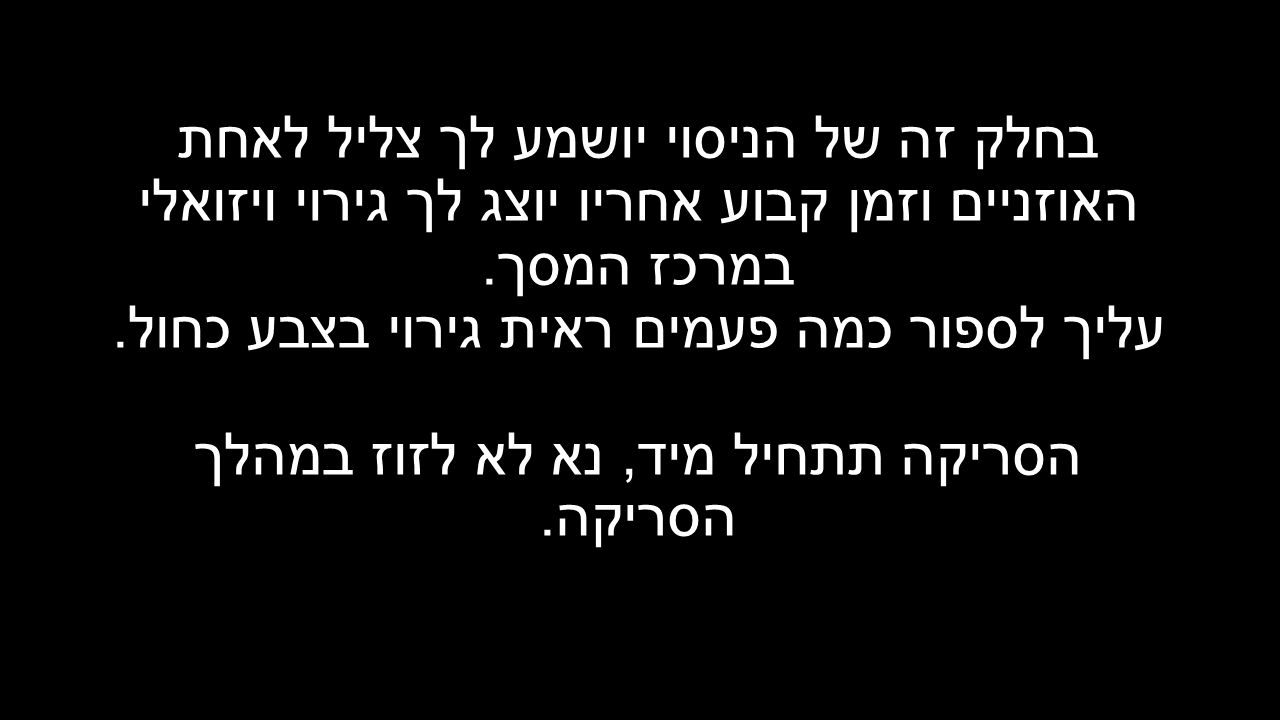 בחלק זה של הניסוי יושמע לך צליל לאחת
האוזניים וזמן קבוע אחריו יוצג לך גירוי ויזואלי
במרכז המסך.
עליך לספור כמה פעמים ראית גירוי בצבע כחול.
הסריקה תתחיל מיד, נא לא לזוז במהלך
הסריקה.